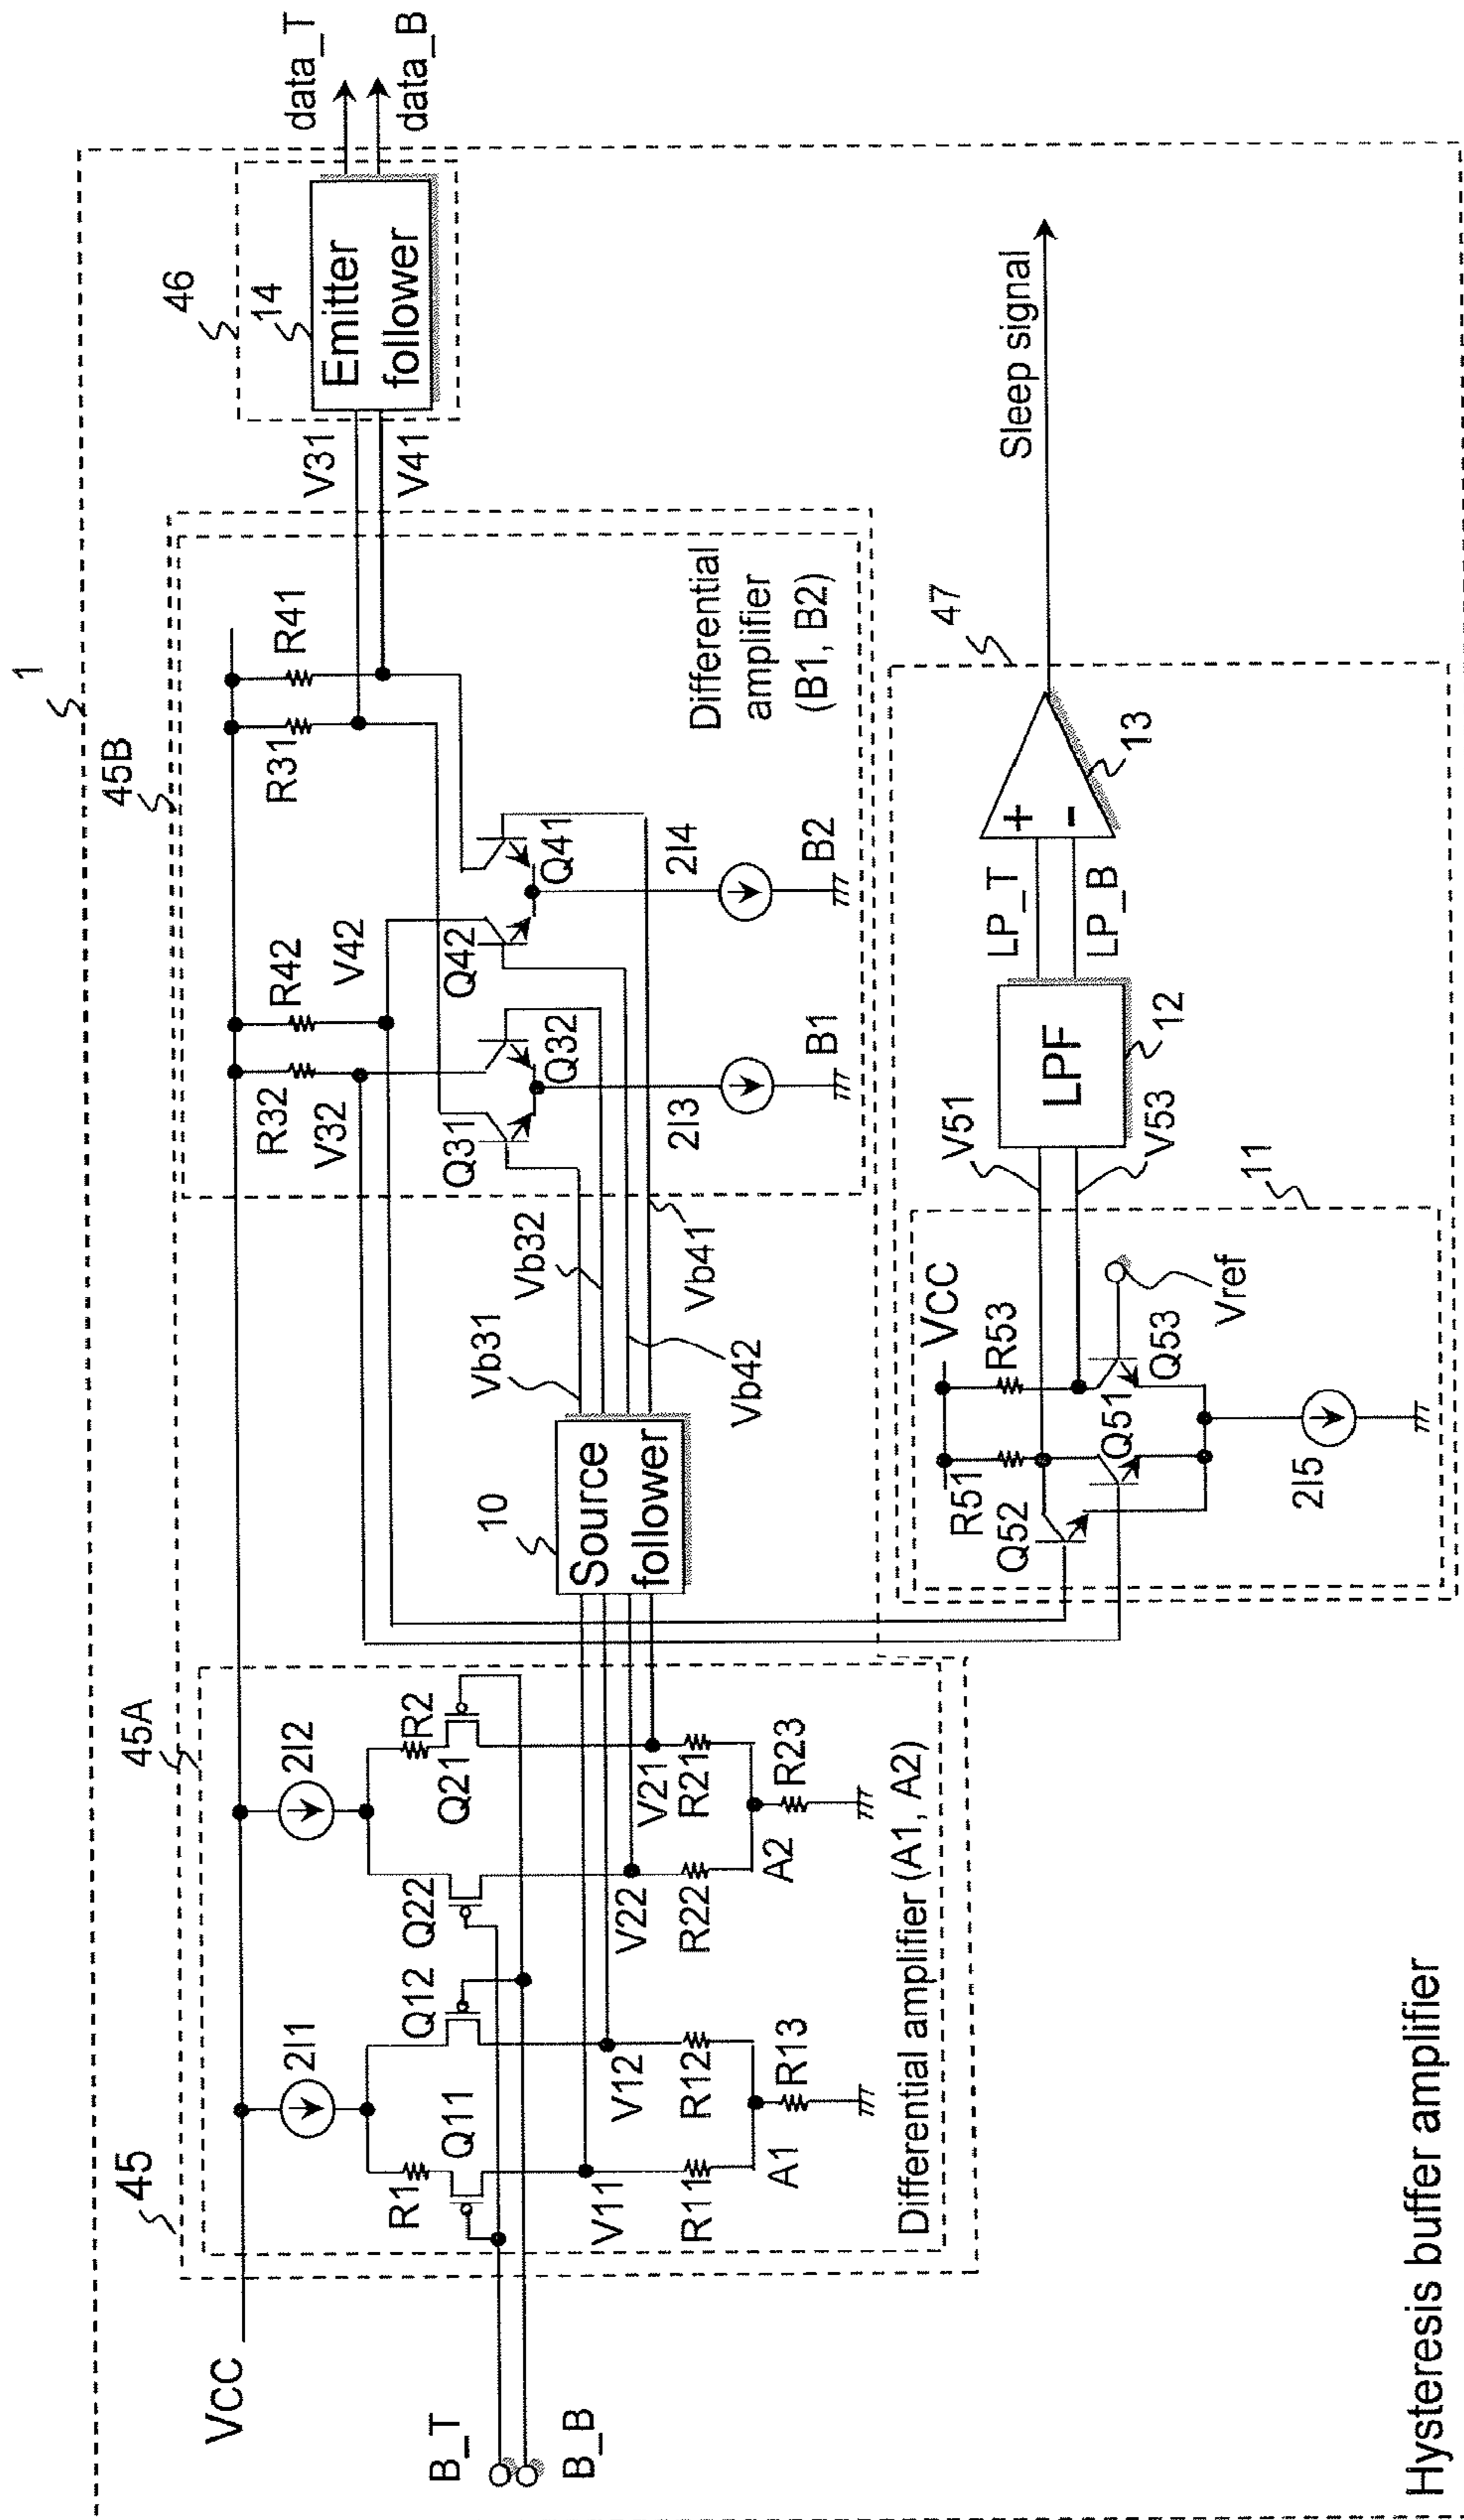 1
45
45A
45B
46
47
VCC
2I1
2I2
R32
R42
R31
R41
V32
V42
V31
V41
14
Emitter
follower
data_T
data_B
R1
Q11
Q12
Q22
Q21
R2
B_T
B_B
V11
V12
V22
V21
R11
R12
R22
R21
A1
R13
A2
R23
Differential amplifier (A1, A2)
10
Source
follower
Vb31
Vb32
Vb42
Vb41
Q31
Q32
Q42
Q41
2I3
B1
2I4
B2
Differential
amplifier
(B1, B2)
VCC
R51
R53
Q52
Q51
Q53
Vref
2I5
11
V51
V53
LPF
12
LP_T
LP_B
+
-
13
Sleep signal
Hysteresis buffer amplifier